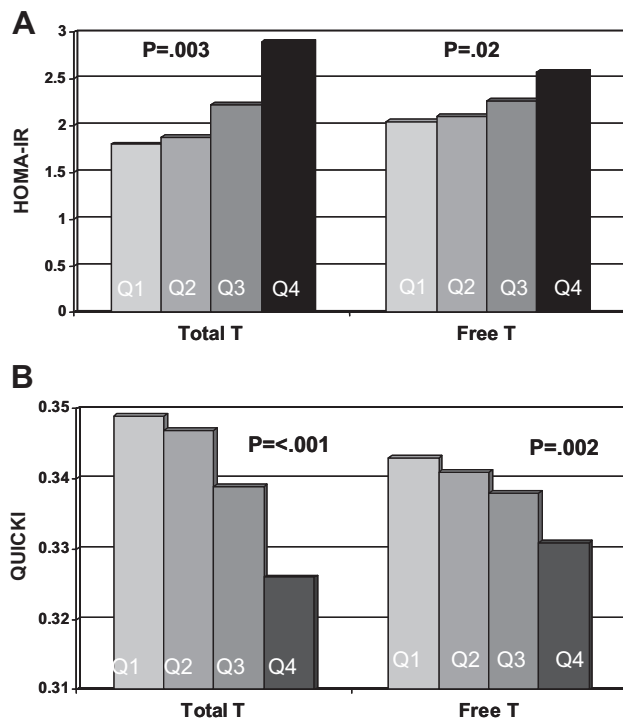 A
3
P=.003 P=.02
2.5
2
1.5
1
0.5
0
HOMA-IR
Q1 Q2 Q3 Q4 Q1 Q2 Q3 Q4
Total T Free T
B
0.35
P=<.001 P=.002
0.34
0.33
0.32
0.31
QUICKI
Q1 Q2 Q3 Q4 Q1 Q2 Q3 Q4
Total T Free T